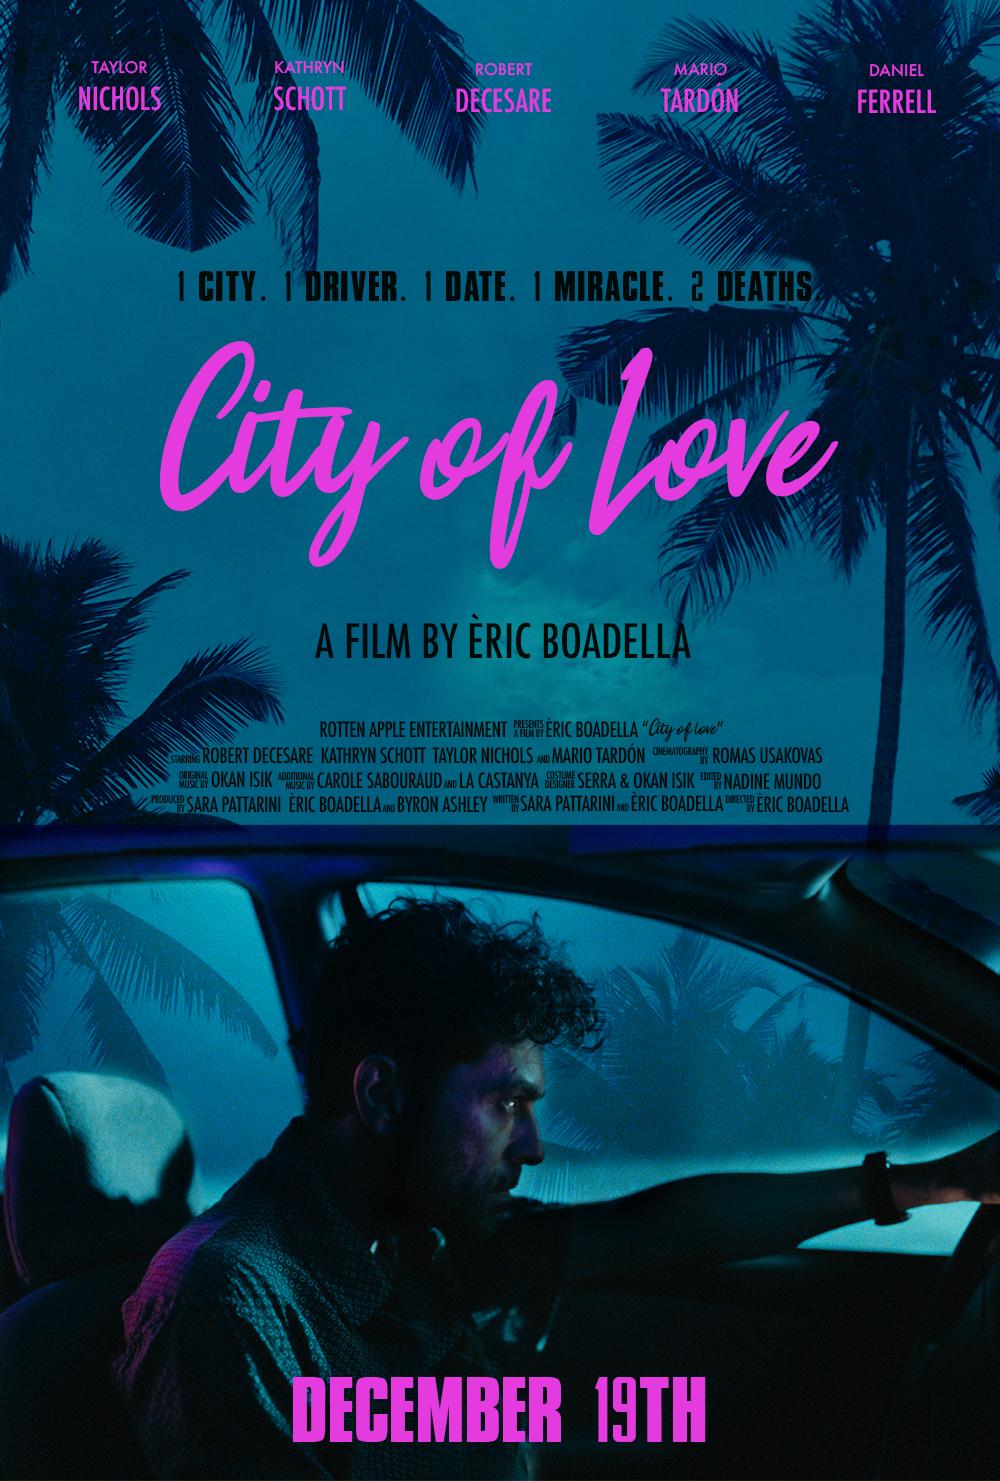 TAYLOR NICHOLS
KATHRYN SCHOTT
ROBERT DECESARE
MARIO TARDÓN
DANIEL FERRELL
1 CITY. 1 DRIVER. 1 DATE. 1 MIRACLE. 2 DEATHS
City of Love
A FILM BY ÈRIC BOADELLA
ROTTEN APPLE ENTERTAINMENT PRESENTS A FILM BY ÈRIC BOADELLA "City of love"
STARRING ROBERT DECESARE KATHRYN SCHOTT TAYLOR NICHOLS AND MARIO TARDÓN CINEMATOGRAPHY BY ROMAS USAKOVAS
ORIGINAL MUSIC BY OKAN ISIK ADDITIONAL MUSIC BY CAROLE SABOURAUD AND LA CASTANYA COSTUME DESIGNER SERRA & OKAN ISIK EDITED BY NADINE MUNDO
PRODUCED BY SARA PATTARINI ÈRIC BOADELLA AND BYRON ASHLEY WRITTEN BY SARA PATTARINI AND ÈRIC BOADELLA DIRECTED BY ÈRIC BOADELLA
DECEMBER 19TH